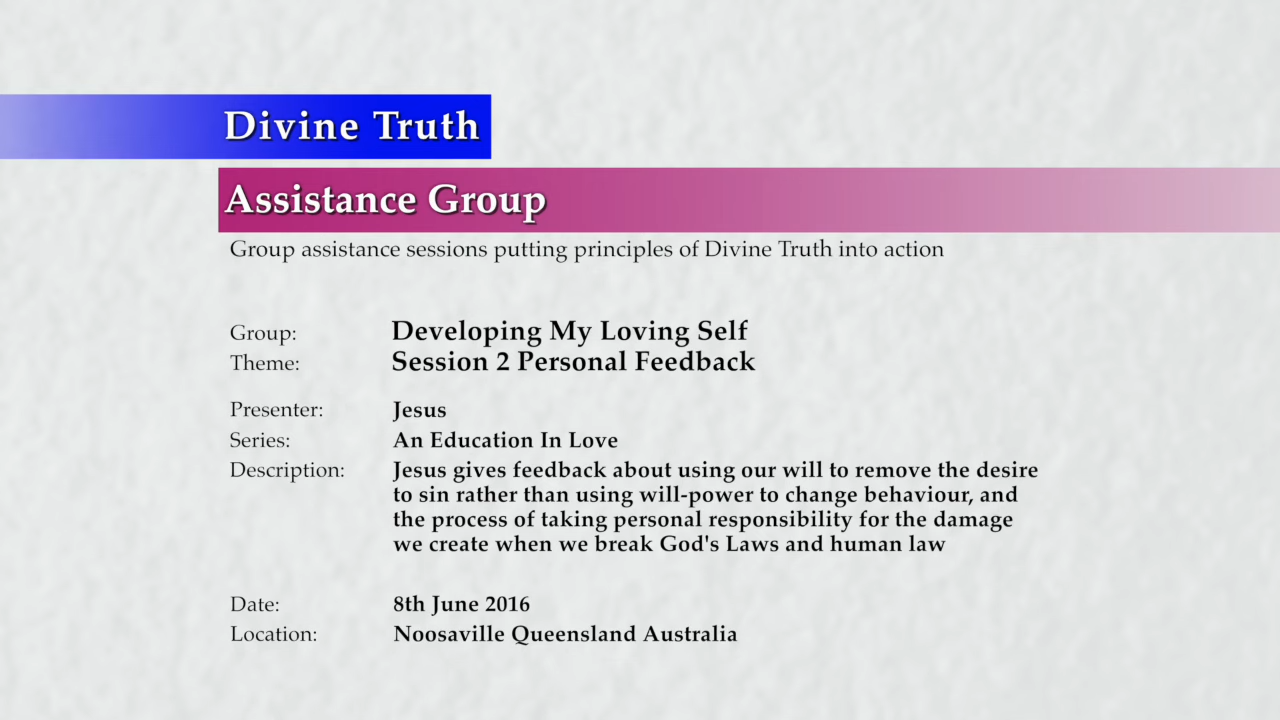 Divine Truth
Assistance Group
Group assistance sessions putting principles of Divine Truth into action
Group: Developing My Loving Self
Theme: Session 2 Personal Feedback
Presenter: Jesus
Series: An Education In Love
Description: Jesus gives feedback about using our will to remove the desire
to sin rather than using will-power to change behaviour, and
the process of taking personal responsibility for the damage
we create when we break God's Laws and human law
Date: 8th June 2016
Location: Noosaville Queensland Australia